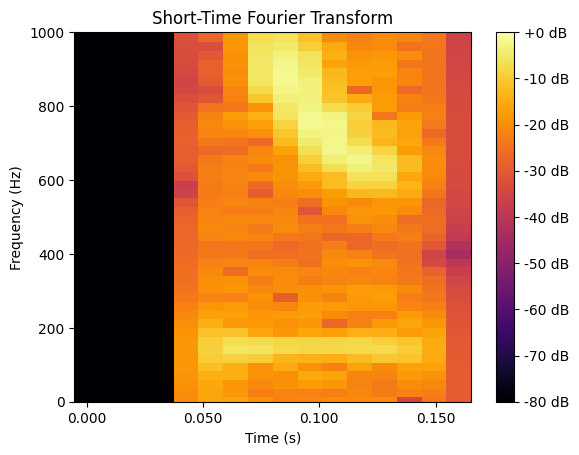 Short-Time Fourier Transform
1000
800
600
400
200
0
Frequency (Hz)
0.000
0.050
0.100
0.150
Time (s)
+0 dB
-10 dB
-20 dB
-30 dB
-40 dB
-50 dB
-60 dB
-70 dB
-80 dB